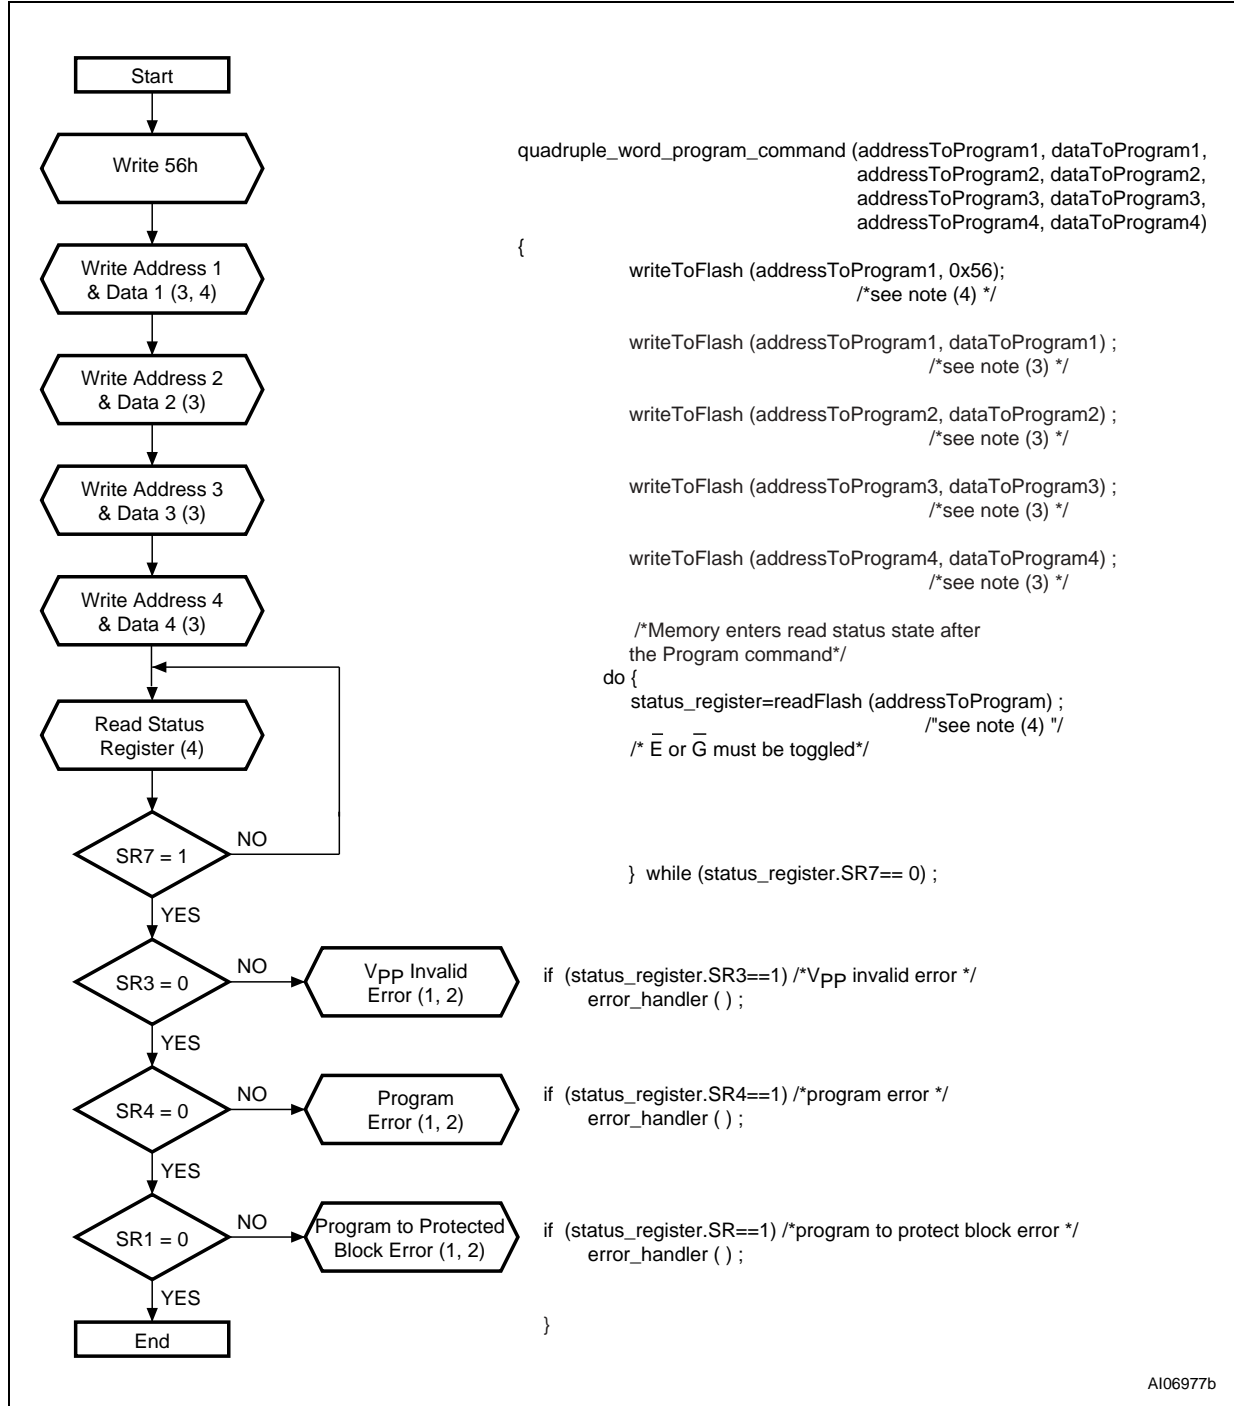 Start
Write 56h
Write Address 1
& Data 1 (3, 4)
Write Address 2
& Data 2 (3)
Write Address 3
& Data 3 (3)
Write Address 4
& Data 4 (3)
Read Status
Register (4)
SR7 = 1
NO
YES
SR3 = 0
NO
VPP Invalid
Error (1, 2)
YES
SR4 = 0
NO
Program
Error (1, 2)
YES
SR1 = 0
NO
Program to Protected
Block Error (1, 2)
YES
End
quadruple_word_program_command (addressToProgram1, dataToProgram1,
addressToProgram2, dataToProgram2,
addressToProgram3, dataToProgram3,
addressToProgram4, dataToProgram4)
{
writeToFlash (addressToProgram1, 0x56);
/*see note (4) */
writeToFlash (addressToProgram1, dataToProgram1) ;
/*see note (3) */
writeToFlash (addressToProgram2, dataToProgram2) ;
/*see note (3) */
writeToFlash (addressToProgram3, dataToProgram3) ;
/*see note (3) */
writeToFlash (addressToProgram4, dataToProgram4) ;
/*see note (3) */
/*Memory enters read status state after
the Program command*/
do {
status_register=readFlash (addressToProgram) ;
/"see note (4) "/
/* E̅ or G̅ must be toggled*/
} while (status_register.SR7== 0) ;
if (status_register.SR3==1) /*VPP invalid error */
error_handler ( ) ;
if (status_register.SR4==1) /*program error */
error_handler ( ) ;
if (status_register.SR==1) /*program to protect block error */
error_handler ( ) ;
}
AI06977b